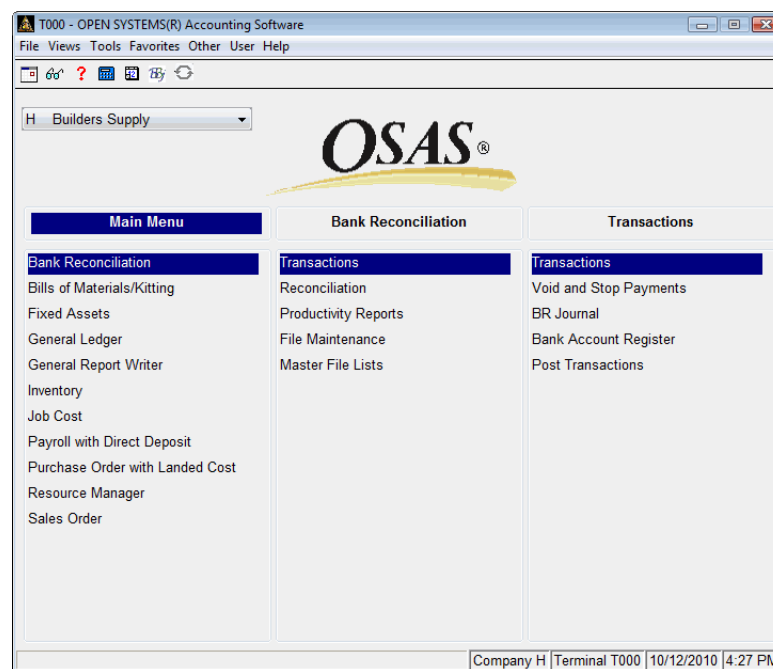 T000 - OPEN SYSTEMS(R) Accounting Software
File Views Tools Favorites Other User Help
H Builders Supply
OSAS®
Main Menu
Bank Reconciliation
Bills of Materials/Kitting
Fixed Assets
General Ledger
General Report Writer
Inventory
Job Cost
Payroll with Direct Deposit
Purchase Order with Landed Cost
Resource Manager
Sales Order
Bank Reconciliation
Transactions
Reconciliation
Productivity Reports
File Maintenance
Master File Lists
Transactions
Transactions
Void and Stop Payments
BR Journal
Bank Account Register
Post Transactions
Company H Terminal T000 10/12/2010 4:27 PM